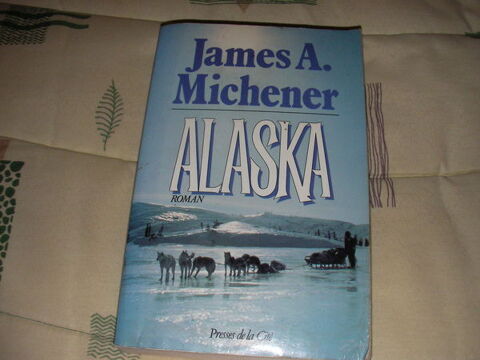 James A.
Michener
ALASKA
ROMAN
Presses de la Cité